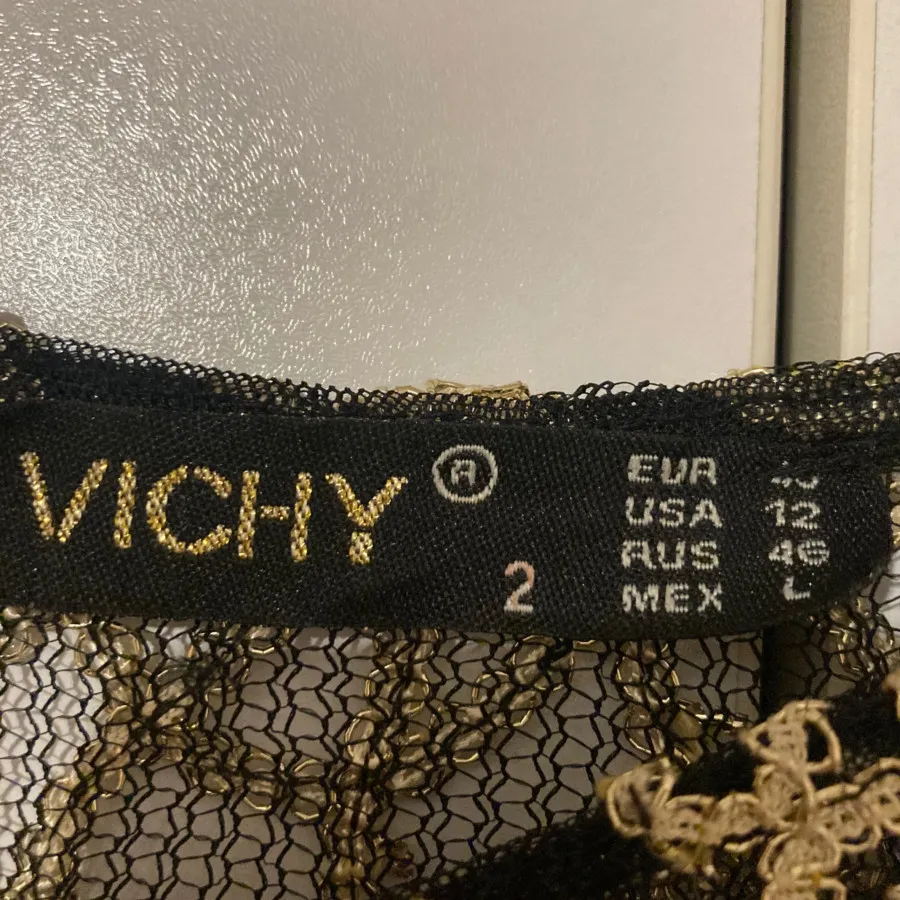 VICHY ®
2
EUR
USA 12
RUS 46
MEX L